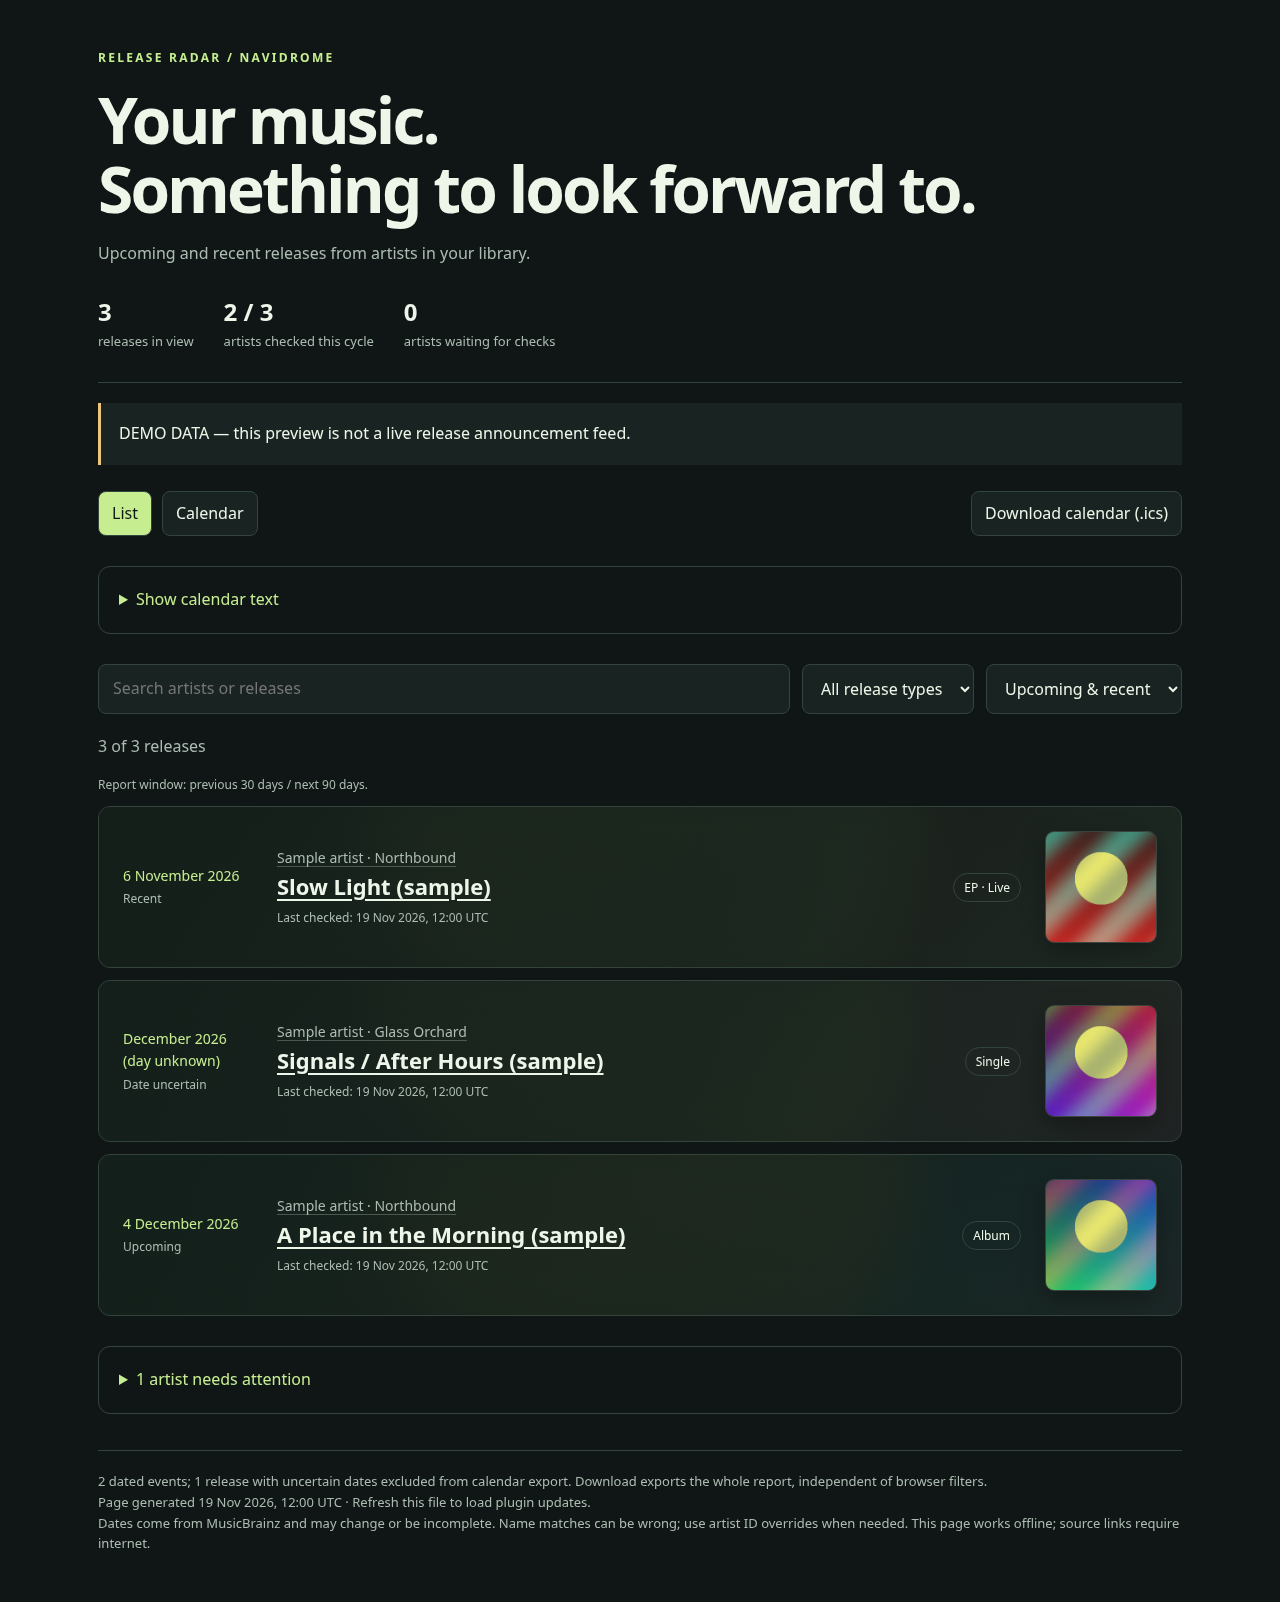 RELEASE RADAR / NAVIDROME
Your music.
Something to look forward to.
Upcoming and recent releases from artists in your library.
3
releases in view
2 / 3
artists checked this cycle
0
artists waiting for checks
DEMO DATA — this preview is not a live release announcement feed.
List
Calendar
Download calendar (.ics)
Show calendar text
Search artists or releases
All release types
Upcoming & recent
3 of 3 releases
Report window: previous 30 days / next 90 days.
6 November 2026
Recent
Sample artist · Northbound
Slow Light (sample)
Last checked: 19 Nov 2026, 12:00 UTC
EP · Live
December 2026
(day unknown)
Date uncertain
Sample artist · Glass Orchard
Signals / After Hours (sample)
Last checked: 19 Nov 2026, 12:00 UTC
Single
4 December 2026
Upcoming
Sample artist · Northbound
A Place in the Morning (sample)
Last checked: 19 Nov 2026, 12:00 UTC
Album
1 artist needs attention
2 dated events; 1 release with uncertain dates excluded from calendar export. Download exports the whole report, independent of browser filters.
Page generated 19 Nov 2026, 12:00 UTC · Refresh this file to load plugin updates.
Dates come from MusicBrainz and may change or be incomplete. Name matches can be wrong; use artist ID overrides when needed. This page works offline; source links require
internet.